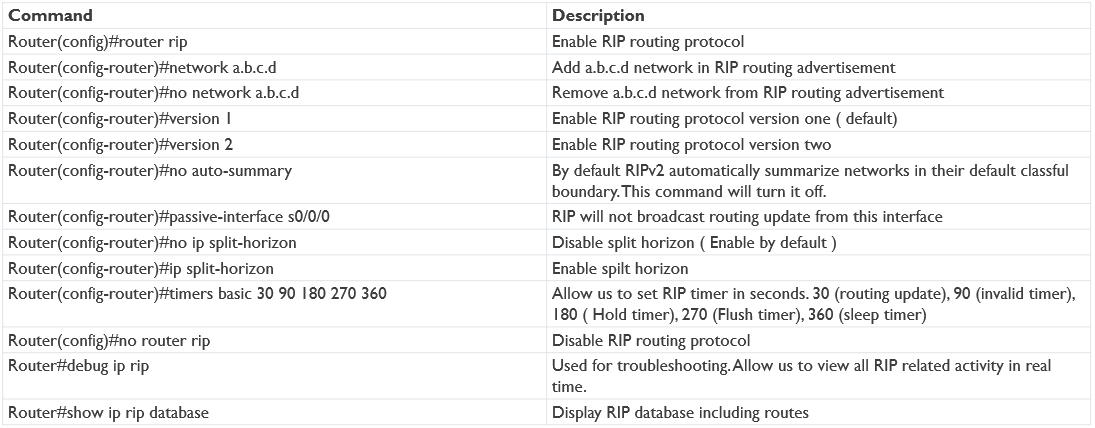 Command Description
Router(config)#router rip Enable RIP routing protocol
Router(config-router)#network a.b.c.d Add a.b.c.d network in RIP routing advertisement
Router(config-router)#no network a.b.c.d Remove a.b.c.d network from RIP routing advertisement
Router(config-router)#version 1 Enable RIP routing protocol version one ( default)
Router(config-router)#version 2 Enable RIP routing protocol version two
Router(config-router)#no auto-summary By default RIPv2 automatically summarize networks in their default classful
boundary. This command will turn it off.
Router(config-router)#passive-interface s0/0/0 RIP will not broadcast routing update from this interface
Router(config-router)#no ip split-horizon Disable split horizon ( Enable by default )
Router(config-router)#ip split-horizon Enable spilt horizon
Router(config-router)#timers basic 30 90 180 270 360 Allow us to set RIP timer in seconds. 30 (routing update), 90 (invalid timer),
180 ( Hold timer), 270 (Flush timer), 360 (sleep timer)
Router(config)#no router rip Disable RIP routing protocol
Router#debug ip rip Used for troubleshooting. Allow us to view all RIP related activity in real
time.
Router#show ip rip database Display RIP database including routes